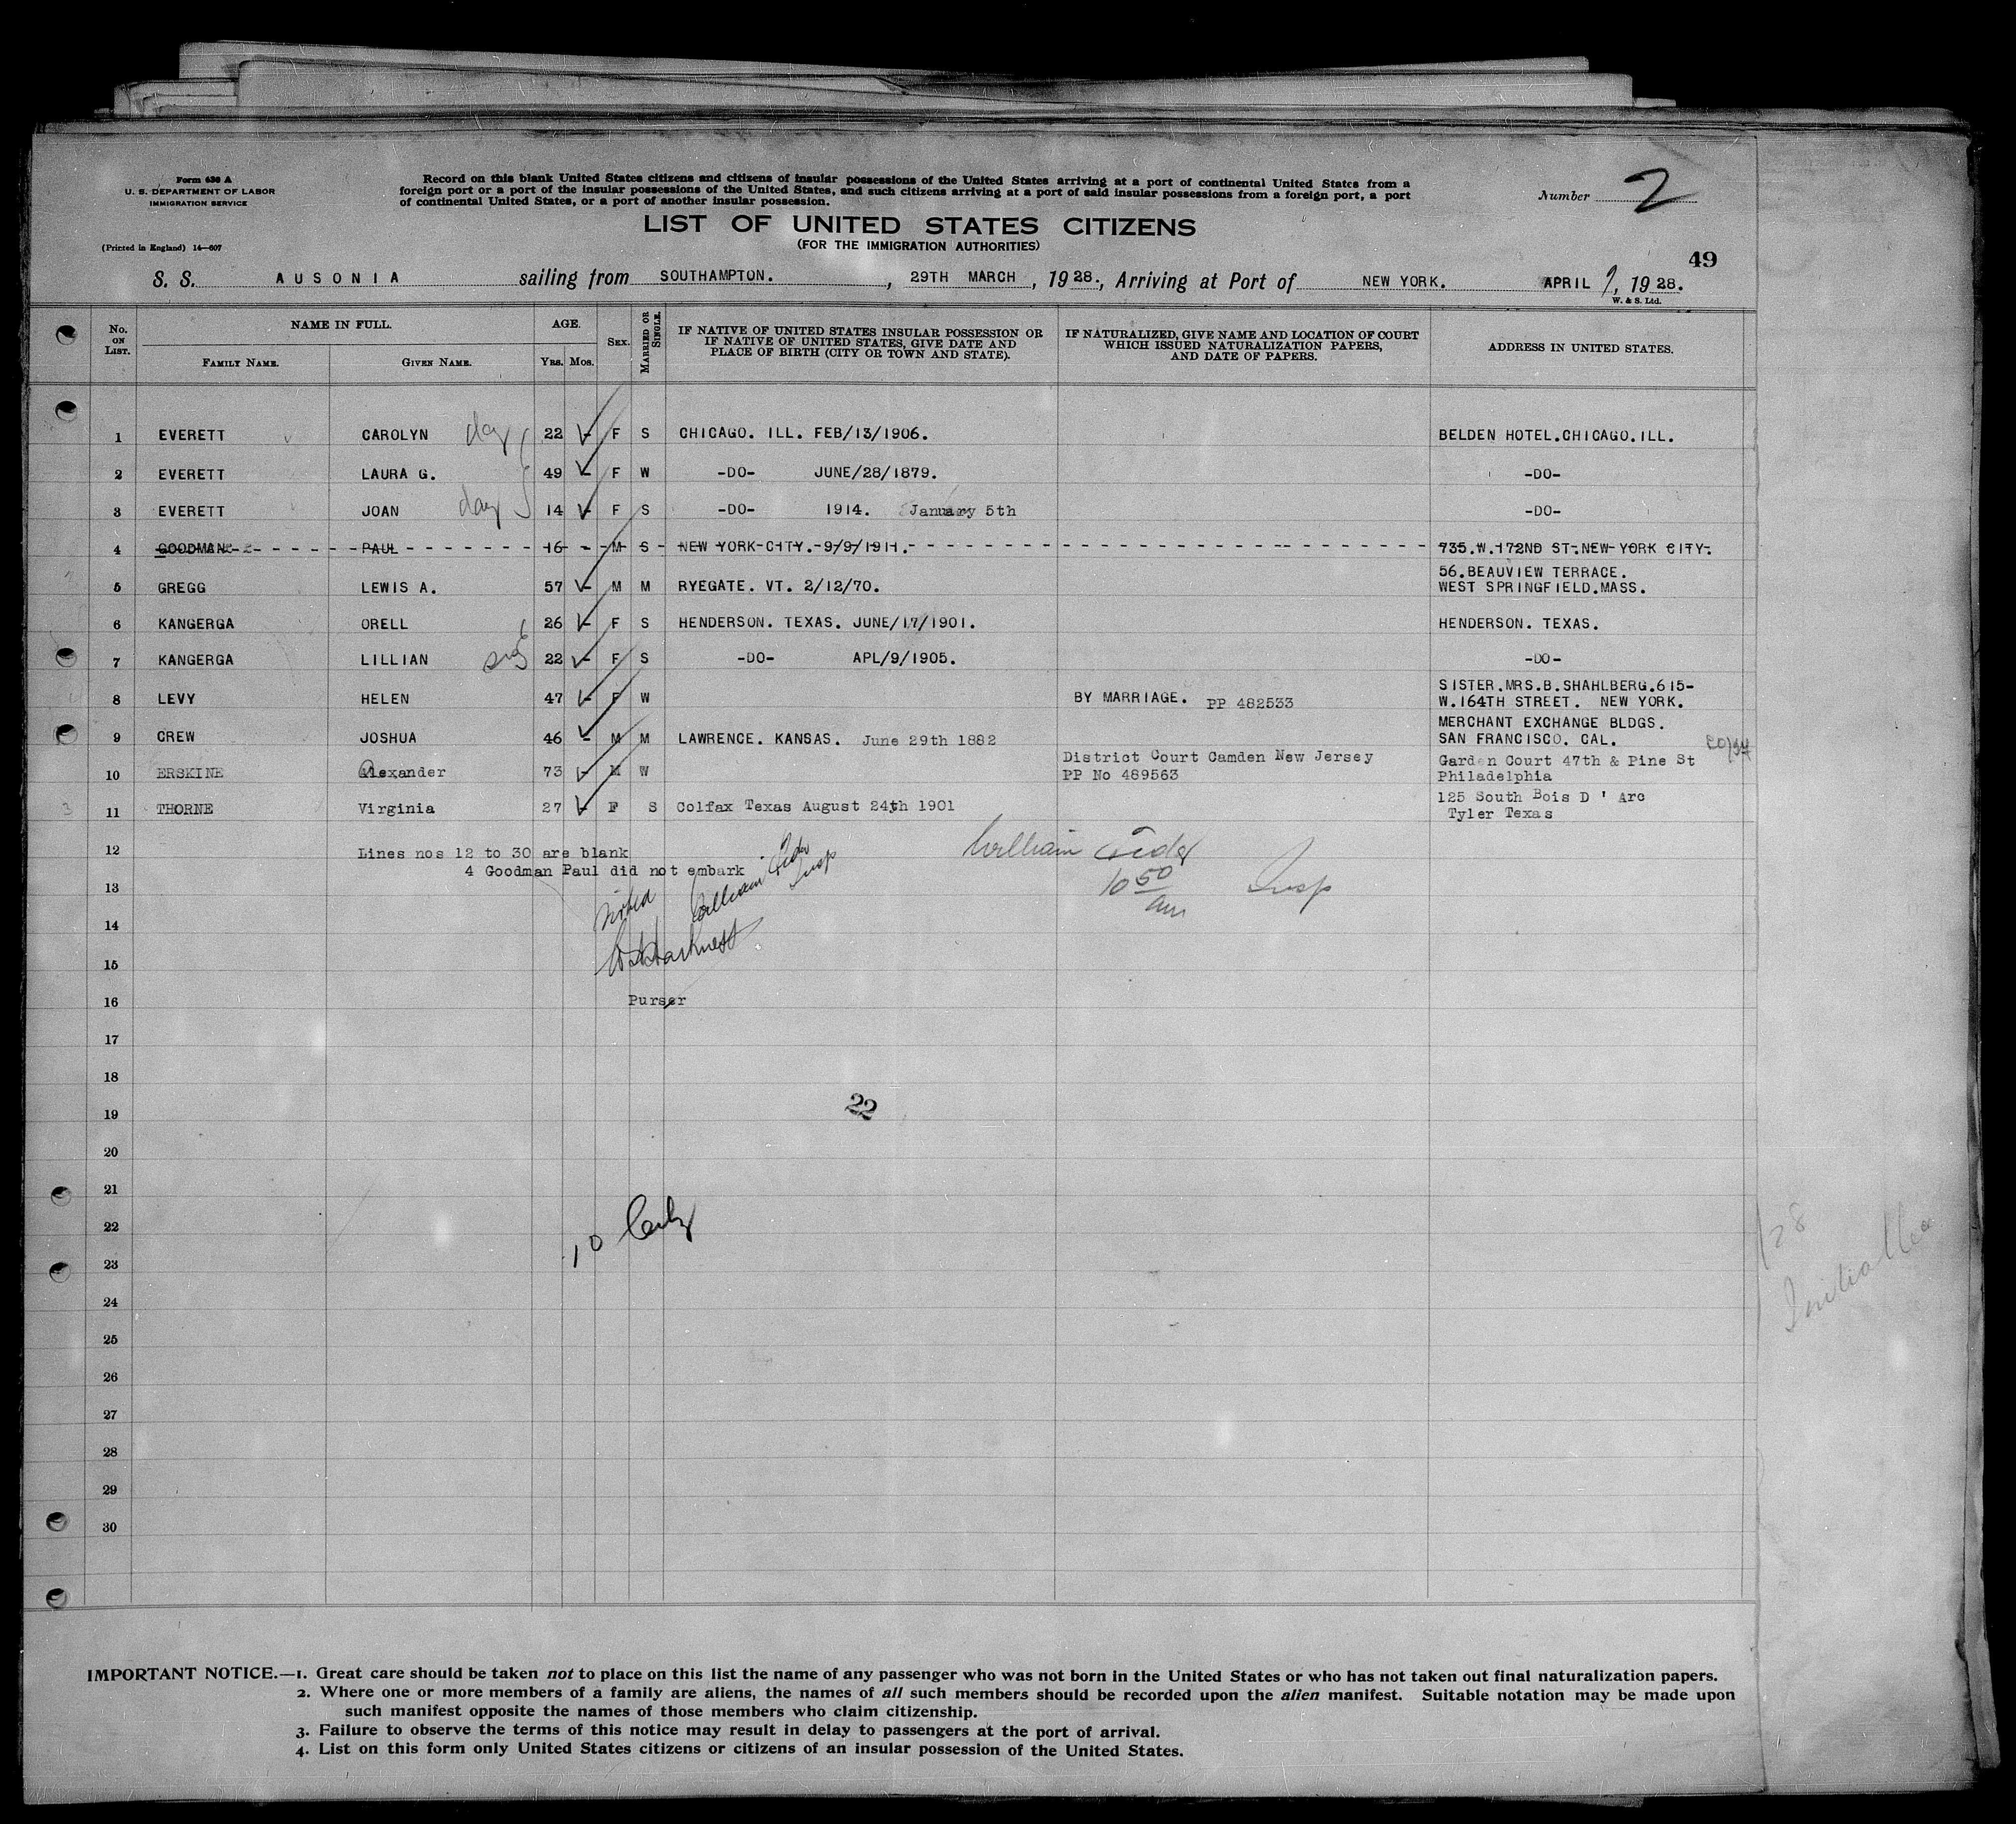 Form 630 A
U. S. DEPARTMENT OF LABOR
IMMIGRATION SERVICE
(Printed in England) 14—607
Record on this blank United States citizens and citizens of insular possessions of the United States arriving at a port of continental United States from a
foreign port or a port of the insular possessions of the United States, and such citizens arriving at a port of said insular possessions from a foreign port, a port
of continental United States, or a port of another insular possession.
Number 2
LIST OF UNITED STATES CITIZENS
(FOR THE IMMIGRATION AUTHORITIES)
49
S. S. AUSONIA sailing from SOUTHAMPTON. , 29TH MARCH , 1928., Arriving at Port of NEW YORK. APRIL 9, 1928.
W. & S. Ltd.
No. ON LIST.
NAME IN FULL.
FAMILY NAME.
GIVEN NAME.
AGE.
Yrs. Mos.
SEX.
MARRIED OR SINGLE.
IF NATIVE OF UNITED STATES INSULAR POSSESSION OR
IF NATIVE OF UNITED STATES, GIVE DATE AND
PLACE OF BIRTH (CITY OR TOWN AND STATE).
IF NATURALIZED, GIVE NAME AND LOCATION OF COURT
WHICH ISSUED NATURALIZATION PAPERS,
AND DATE OF PAPERS.
ADDRESS IN UNITED STATES.
1 EVERETT CAROLYN 22 - F S CHICAGO. ILL. FEB/13/1906. BELDEN HOTEL.CHICAGO.ILL.
2 EVERETT LAURA G. 49 - F W -DO- JUNE/28/1879. -DO-
3 EVERETT JOAN 14 - F S -DO- 1914. January 5th -DO-
4 GOODMAN PAUL 16 - M S NEW YORK CITY. 9/9/1911. 735.W.172ND ST.NEW YORK CITY.
5 GREGG LEWIS A. 57 - M M RYEGATE. VT. 2/12/70. 56.BEAUVIEW TERRACE.
WEST SPRINGFIELD.MASS.
6 KANGERGA ORELL 26 - F S HENDERSON. TEXAS. JUNE/17/1901. HENDERSON. TEXAS.
7 KANGERGA LILLIAN 22 - F S -DO- APL/9/1905. -DO-
8 LEVY HELEN 47 - F W BY MARRIAGE. PP 482533 SISTER.MRS.B.SHAHLBERG.615-
W.164TH STREET. NEW YORK.
9 CREW JOSHUA 46 - M M LAWRENCE. KANSAS. June 29th 1882 MERCHANT EXCHANGE BLDGS.
SAN FRANCISCO. CAL.
10 ERSKINE Alexander 73 - M W District Court Camden New Jersey
PP No 489563 Garden Court 47th & Pine St
Philadelphia
11 THORNE Virginia 27 - F S Colfax Texas August 24th 1901 125 South Bois D ' Arc
Tyler Texas
12 Lines nos 12 to 30 are blank
4 Goodman Paul did not embark
William
10 50 am Insp
13
14
15
16 Purser
17
18
19 22
20
21
22
23
24
25
26
27
28
29
30
IMPORTANT NOTICE.—1. Great care should be taken not to place on this list the name of any passenger who was not born in the United States or who has not taken out final naturalization papers.
2. Where one or more members of a family are aliens, the names of all such members should be recorded upon the alien manifest. Suitable notation may be made upon
such manifest opposite the names of those members who claim citizenship.
3. Failure to observe the terms of this notice may result in delay to passengers at the port of arrival.
4. List on this form only United States citizens or citizens of an insular possession of the United States.